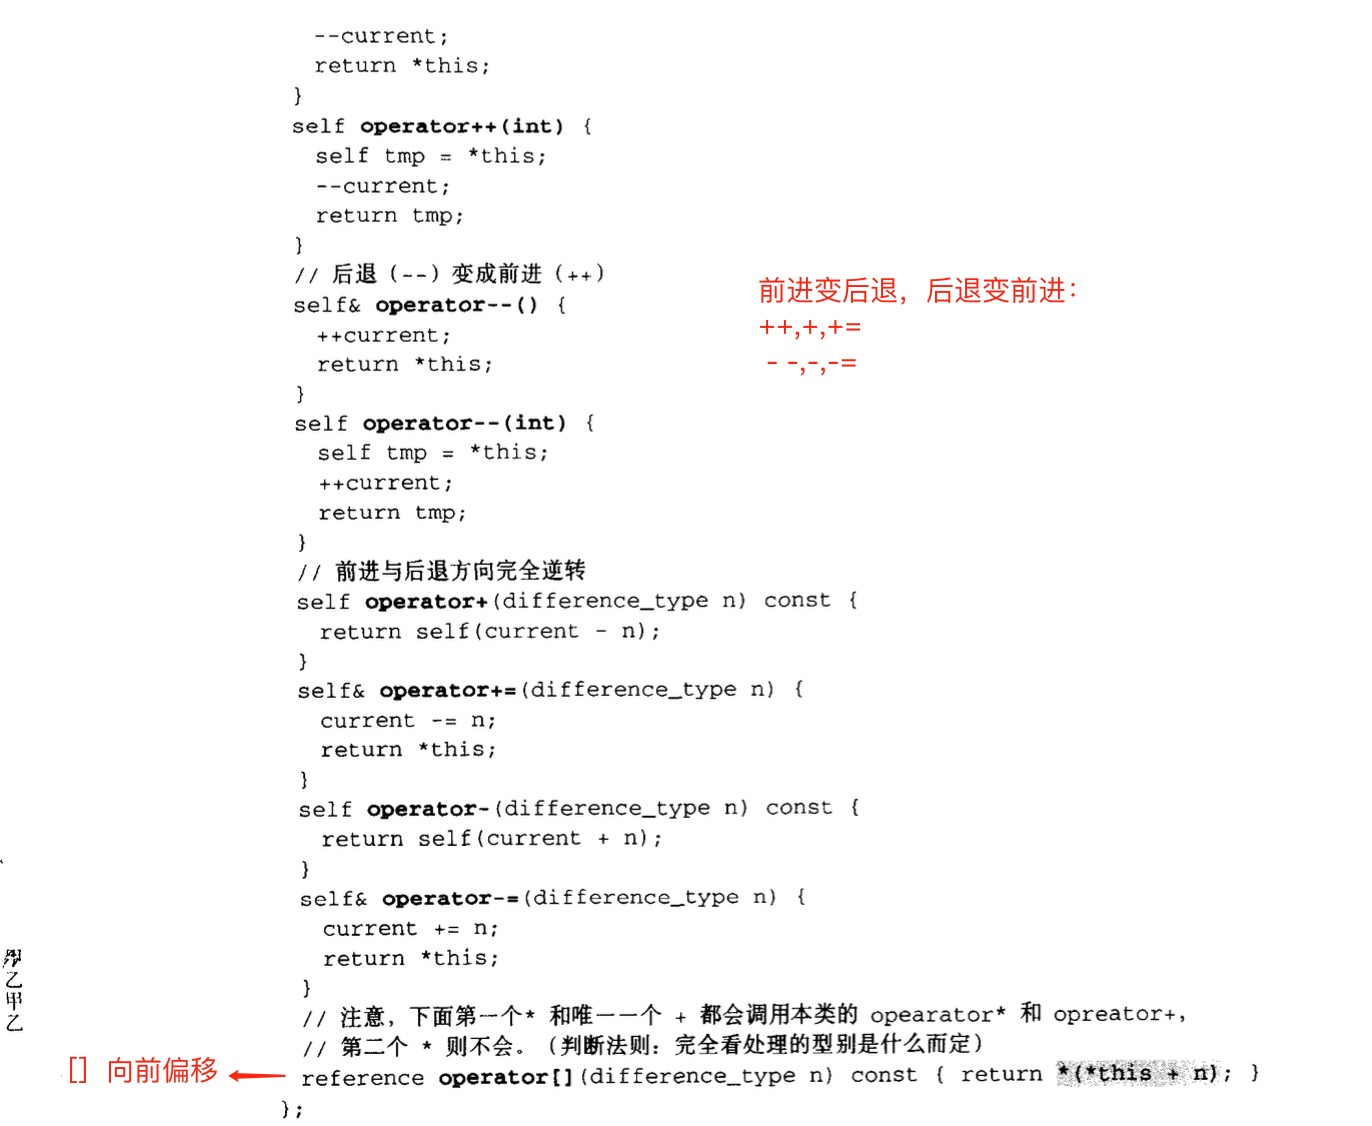 --current;
return *this;
}
self operator++(int) {
self tmp = *this;
--current;
return tmp;
}
// 后退（--）变成前进（++）
self& operator--() {
++current;
return *this;
}
self operator--(int) {
self tmp = *this;
++current;
return tmp;
}
// 前进与后退方向完全逆转
self operator+(difference_type n) const {
return self(current - n);
}
self& operator+=(difference_type n) {
current -= n;
return *this;
}
self operator-(difference_type n) const {
return self(current + n);
}
self& operator-=(difference_type n) {
current += n;
return *this;
}
// 注意，下面第一个* 和唯一一个 + 都会调用本类的 opearator* 和 opreator+，
// 第二个 * 则不会。（判断法则：完全看处理的型别是什么而定）
reference operator[](difference_type n) const { return *(*this + n); }
};
前进变后退，后退变前进：
++,+,+=
- -,-,-=
[] 向前偏移
乙
甲
乙